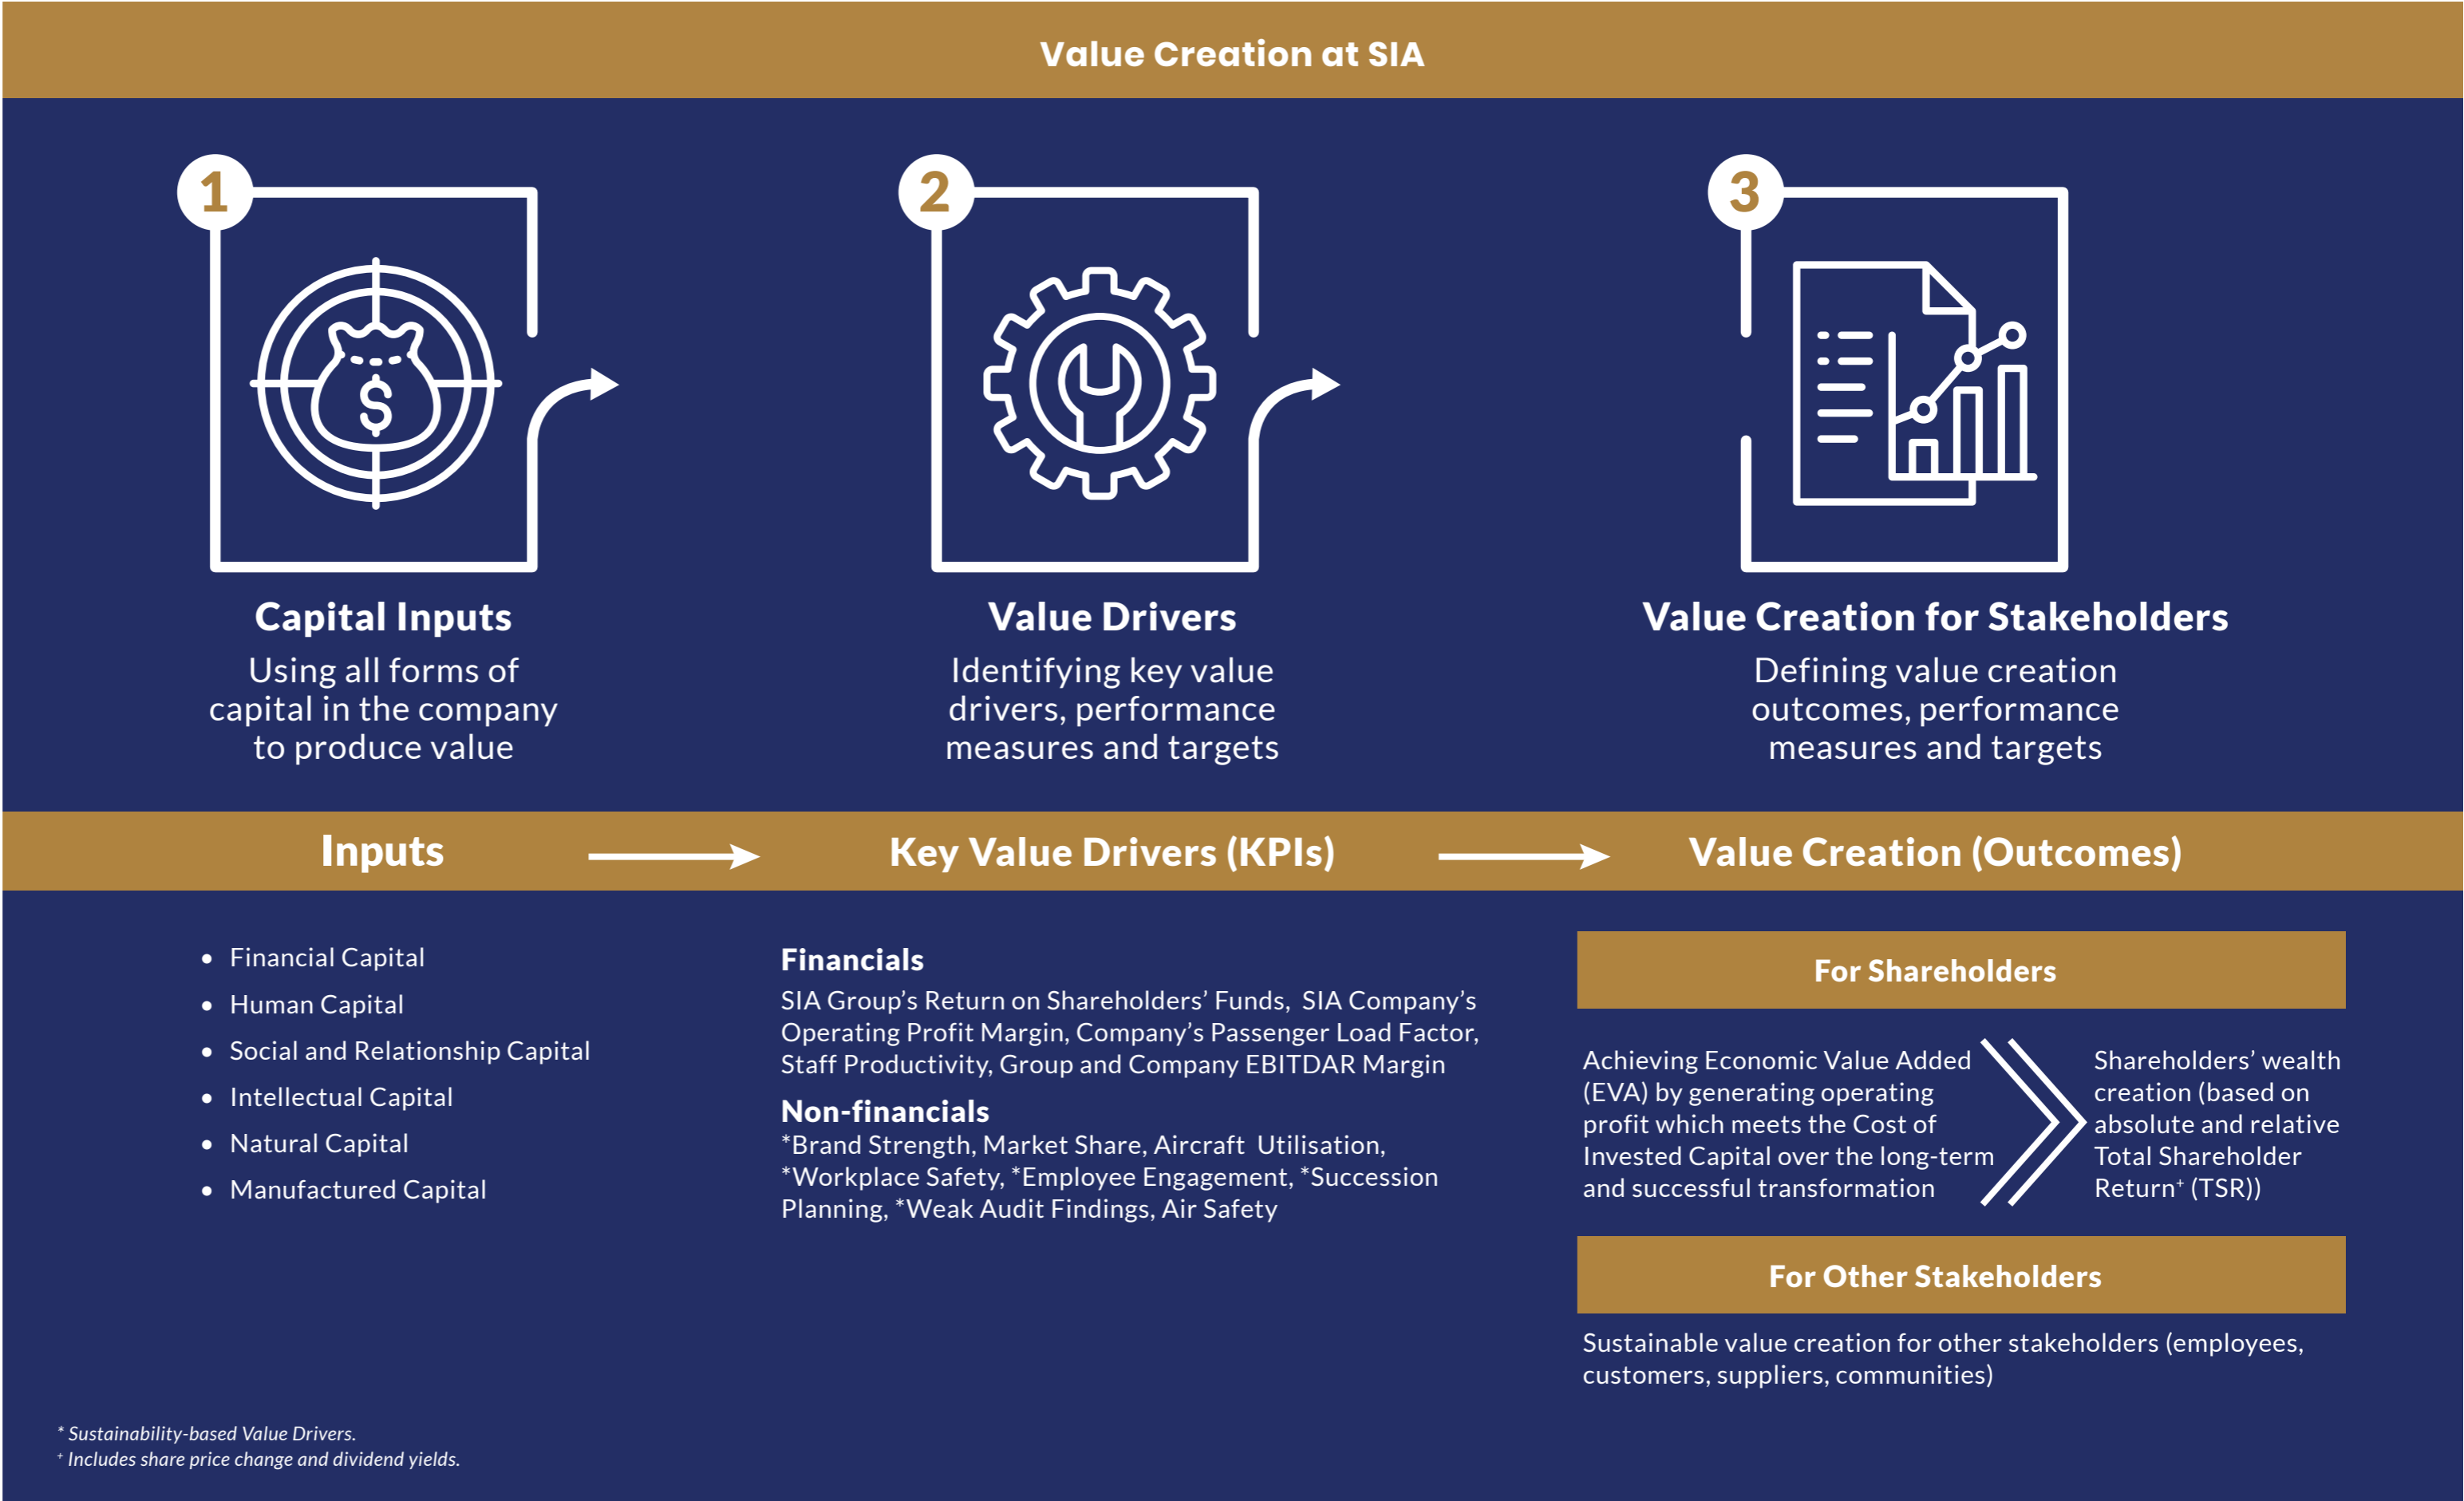 Value Creation at SIA
1
2
3
$
Capital Inputs
Using all forms of
capital in the company
to produce value
Value Drivers
Identifying key value
drivers, performance
measures and targets
Value Creation for Stakeholders
Defining value creation
outcomes, performance
measures and targets
Inputs
Key Value Drivers (KPIs)
Value Creation (Outcomes)
• Financial Capital
• Human Capital
• Social and Relationship Capital
• Intellectual Capital
• Natural Capital
• Manufactured Capital
Financials
SIA Group’s Return on Shareholders’ Funds, SIA Company’s
Operating Profit Margin, Company’s Passenger Load Factor,
Staff Productivity, Group and Company EBITDAR Margin
Non-financials
*Brand Strength, Market Share, Aircraft Utilisation,
*Workplace Safety, *Employee Engagement, *Succession
Planning, *Weak Audit Findings, Air Safety
For Shareholders
Achieving Economic Value Added
(EVA) by generating operating
profit which meets the Cost of
Invested Capital over the long-term
and successful transformation
Shareholders’ wealth
creation (based on
absolute and relative
Total Shareholder
Return+ (TSR))
For Other Stakeholders
Sustainable value creation for other stakeholders (employees,
customers, suppliers, communities)
* Sustainability-based Value Drivers.
+ Includes share price change and dividend yields.